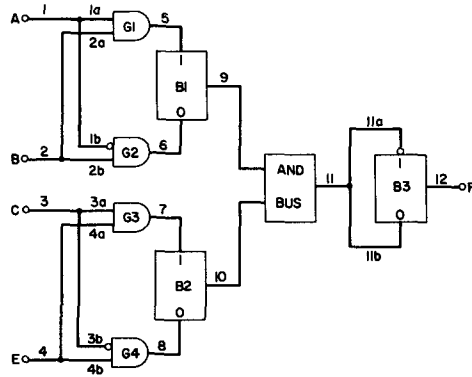 A 1 1a G1 5
2a
1
B1 9
0
1b
B 2 2b G2 6
11a
AND
BUS 11
1
B3 12 F
0
11b
C 3 3a G3 7
4a
1
B2 10
0
3b
E 4 4b G4 8